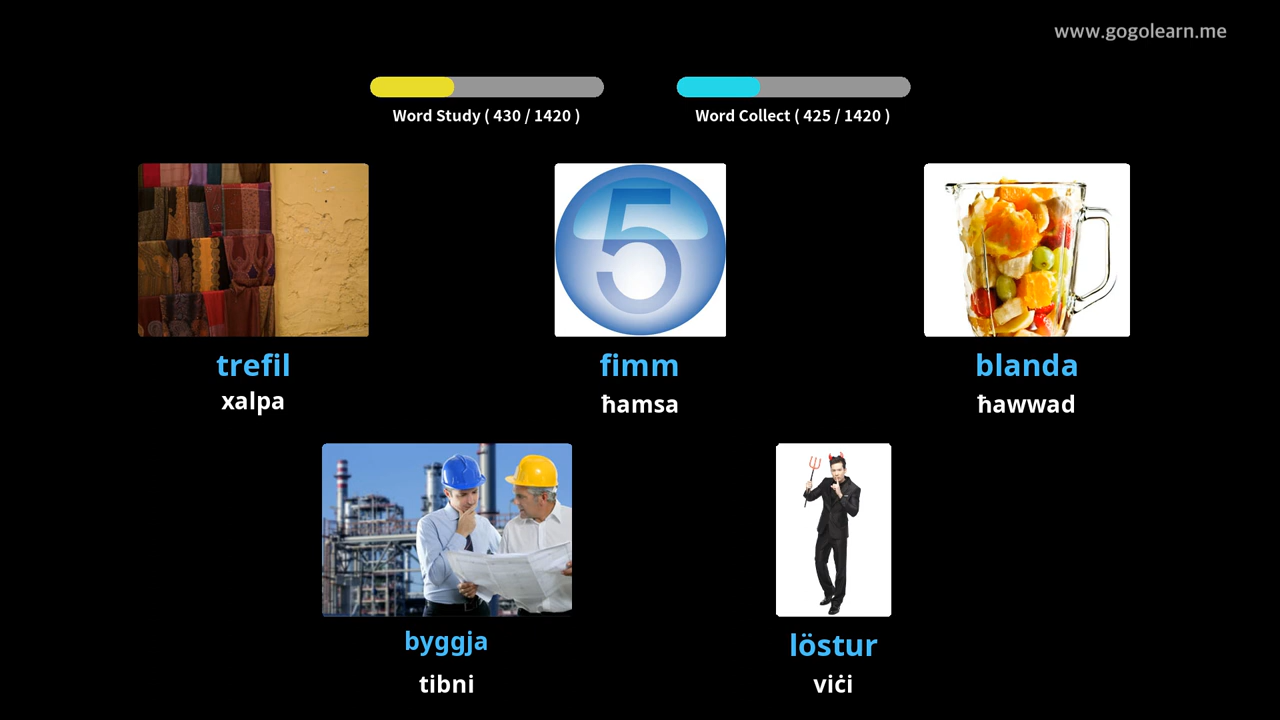 www.gogolearn.me
Word Study ( 430 / 1420 )
Word Collect ( 425 / 1420 )
5
trefil
xalpa
fimm
ħamsa
blanda
ħawwad
byggja
tibni
löstur
viċi